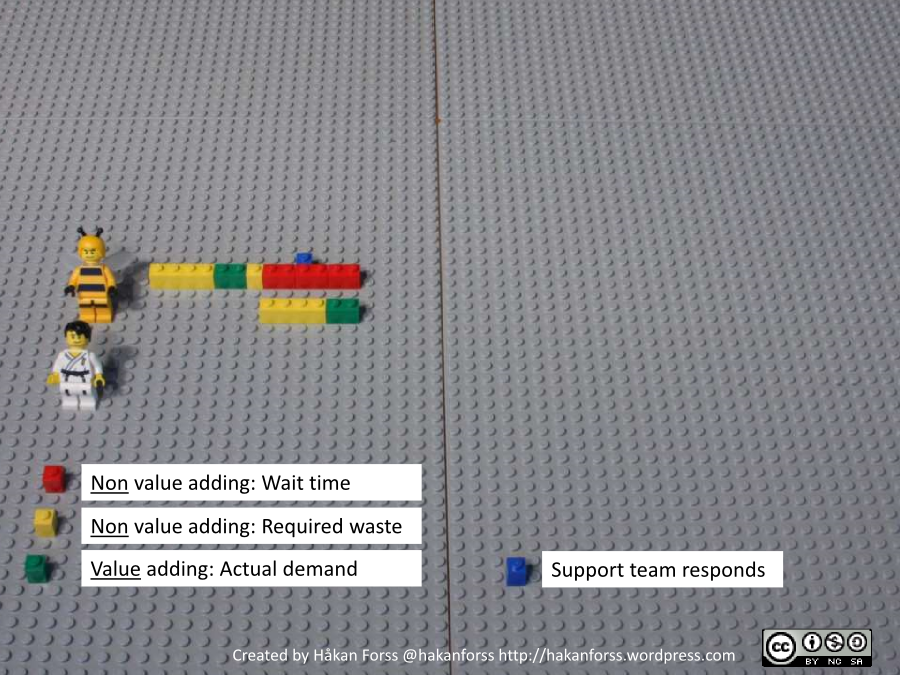 Non value adding: Wait time
Non value adding: Required waste
Value adding: Actual demand
Support team responds
Created by Håkan Forss @hakanforss http://hakanforss.wordpress.com
cc BY NC SA